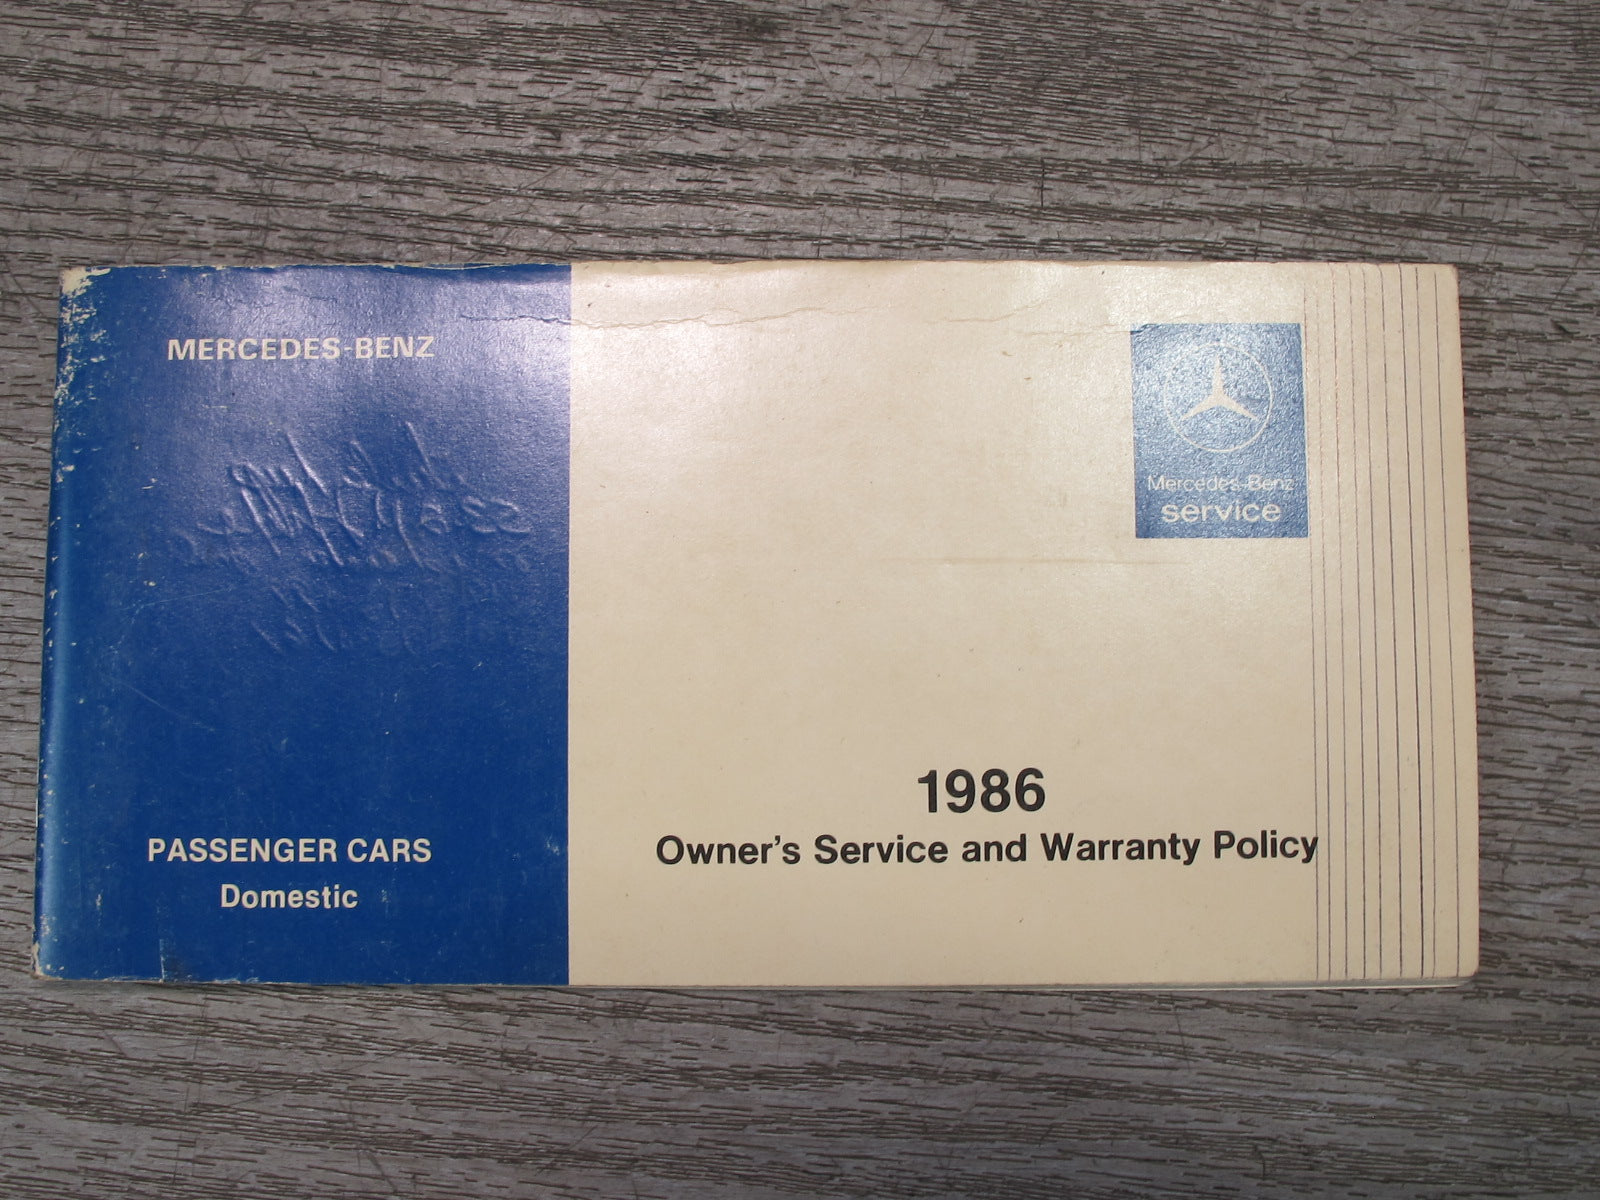 MERCEDES-BENZ
PASSENGER CARS
Domestic
Mercedes-Benz
service
1986
Owner's Service and Warranty Policy